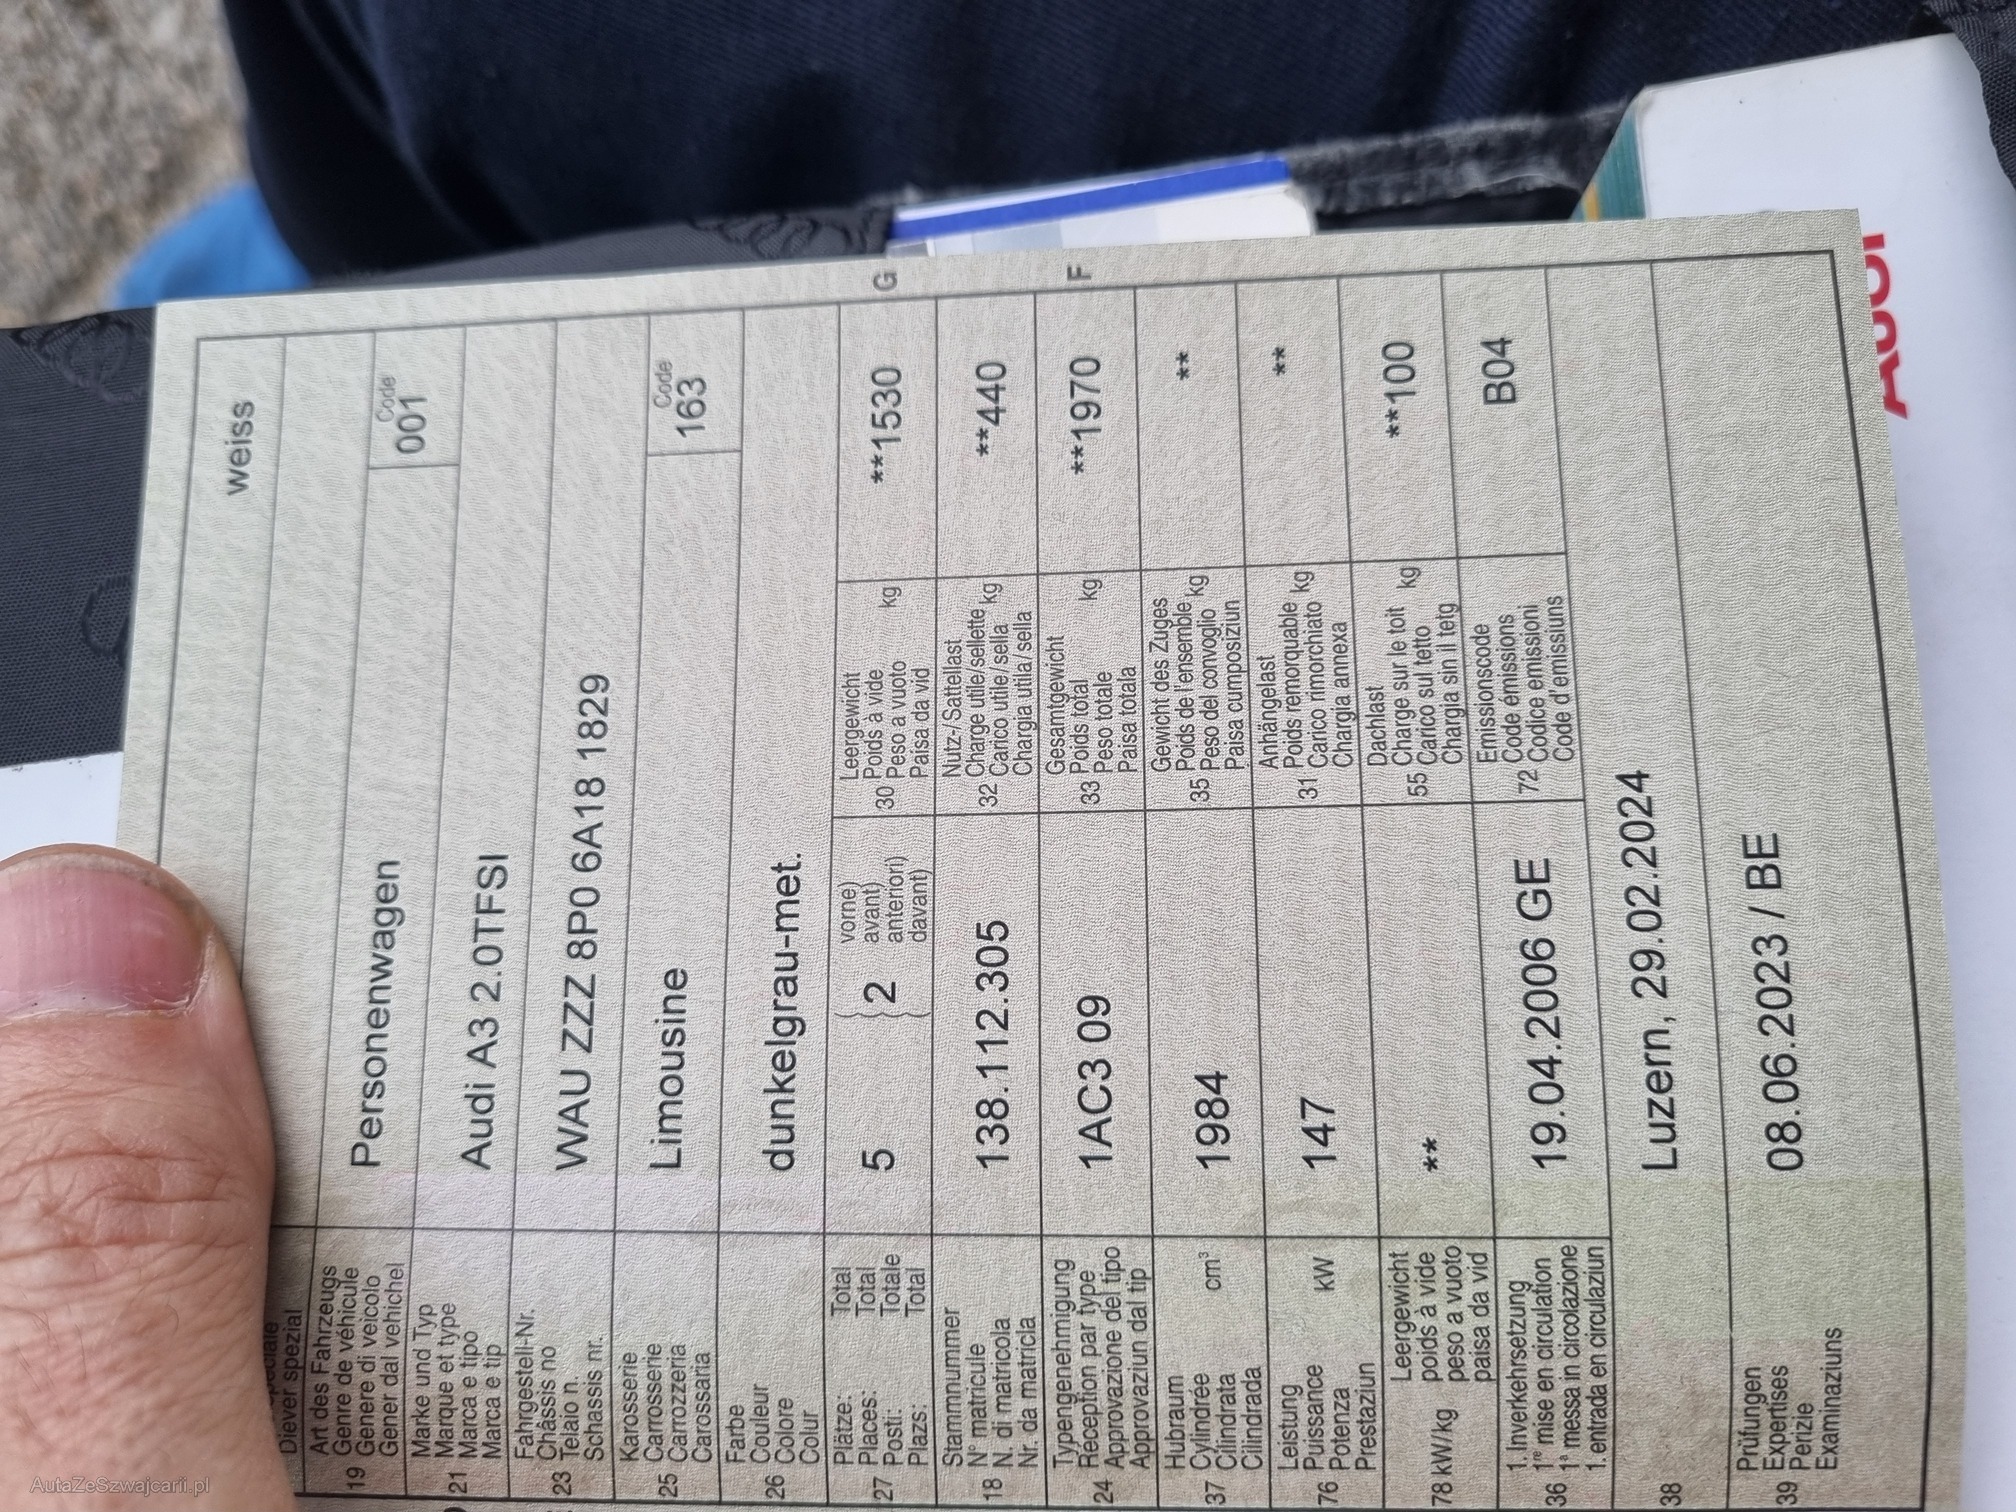 weiss
Diever spezial
Art des Fahrzeugs
19 Genre de véhicule
Genere di veicolo
Gener dal vehichel
Personenwagen
Code
001
Marke und Typ
21 Marque et type
Marca e tipo
Marca e tip
Audi A3 2.0TFSI
Fahrgestell-Nr.
23 Châssis no
Telaio n.
Schassis nr.
WAU ZZZ 8P0 6A18 1829
Karosserie
25 Carrosserie
Carrozzeria
Carossaria
Limousine
Code
163
Farbe
26 Couleur
Colore
Colur
dunkelgrau-met.
Plätze: Total
27 Places: Total
Posti: Totale
Plazs: Total
5
2
vorne)
avant)
anteriori)
davant)
Leergewicht
30 Poids à vide
Peso a vuoto kg
Paisa da vid
**1530
G
Stammnummer
18 N° matricule
N. di matricola
Nr. da matricla
138.112.305
Nutz-/Sattellast
Charge utile/sellette
32 Carico utile/sella kg
Chargia utila/sella
**440
Typengenehmigung
24 Réception par type
Approvazione del tipo
Approvaziun dal tip
1AC3 09
Gesamtgewicht
33 Poids total
Peso totale kg
Paisa totala
**1970
F
Hubraum
37 Cylindrée cm³
Cilindrata
Cilindrada
1984
Gewicht des Zuges
Poids de l'ensemble
35 Peso del convoglio kg
Paisa cumposiziun
**
Leistung
76 Puissance kW
Potenza
Prestaziun
147
Anhängelast
Poids remorquable
31 Carico rimorchiato kg
Chargia annexa
**
Leergewicht
78 kW/kg poids à vide
peso a vuoto
paisa da vid
**
Dachlast
55 Charge sur le toit kg
Carico sul tetto
Chargia sin il tetg
**100
1. Inverkehrsetzung
36 1re mise en circulation
1a messa in circolazione
1. entrada en circulaziun
19.04.2006 GE
Emissionscode
Code émissions
72 Codice emissioni
Code d'emissiuns
B04
38
Luzern, 29.02.2024
Prüfungen
39 Expertises
Perizie
Examinaziuns
08.06.2023 / BE
Audi
AutaZeSzwajcarii.pl